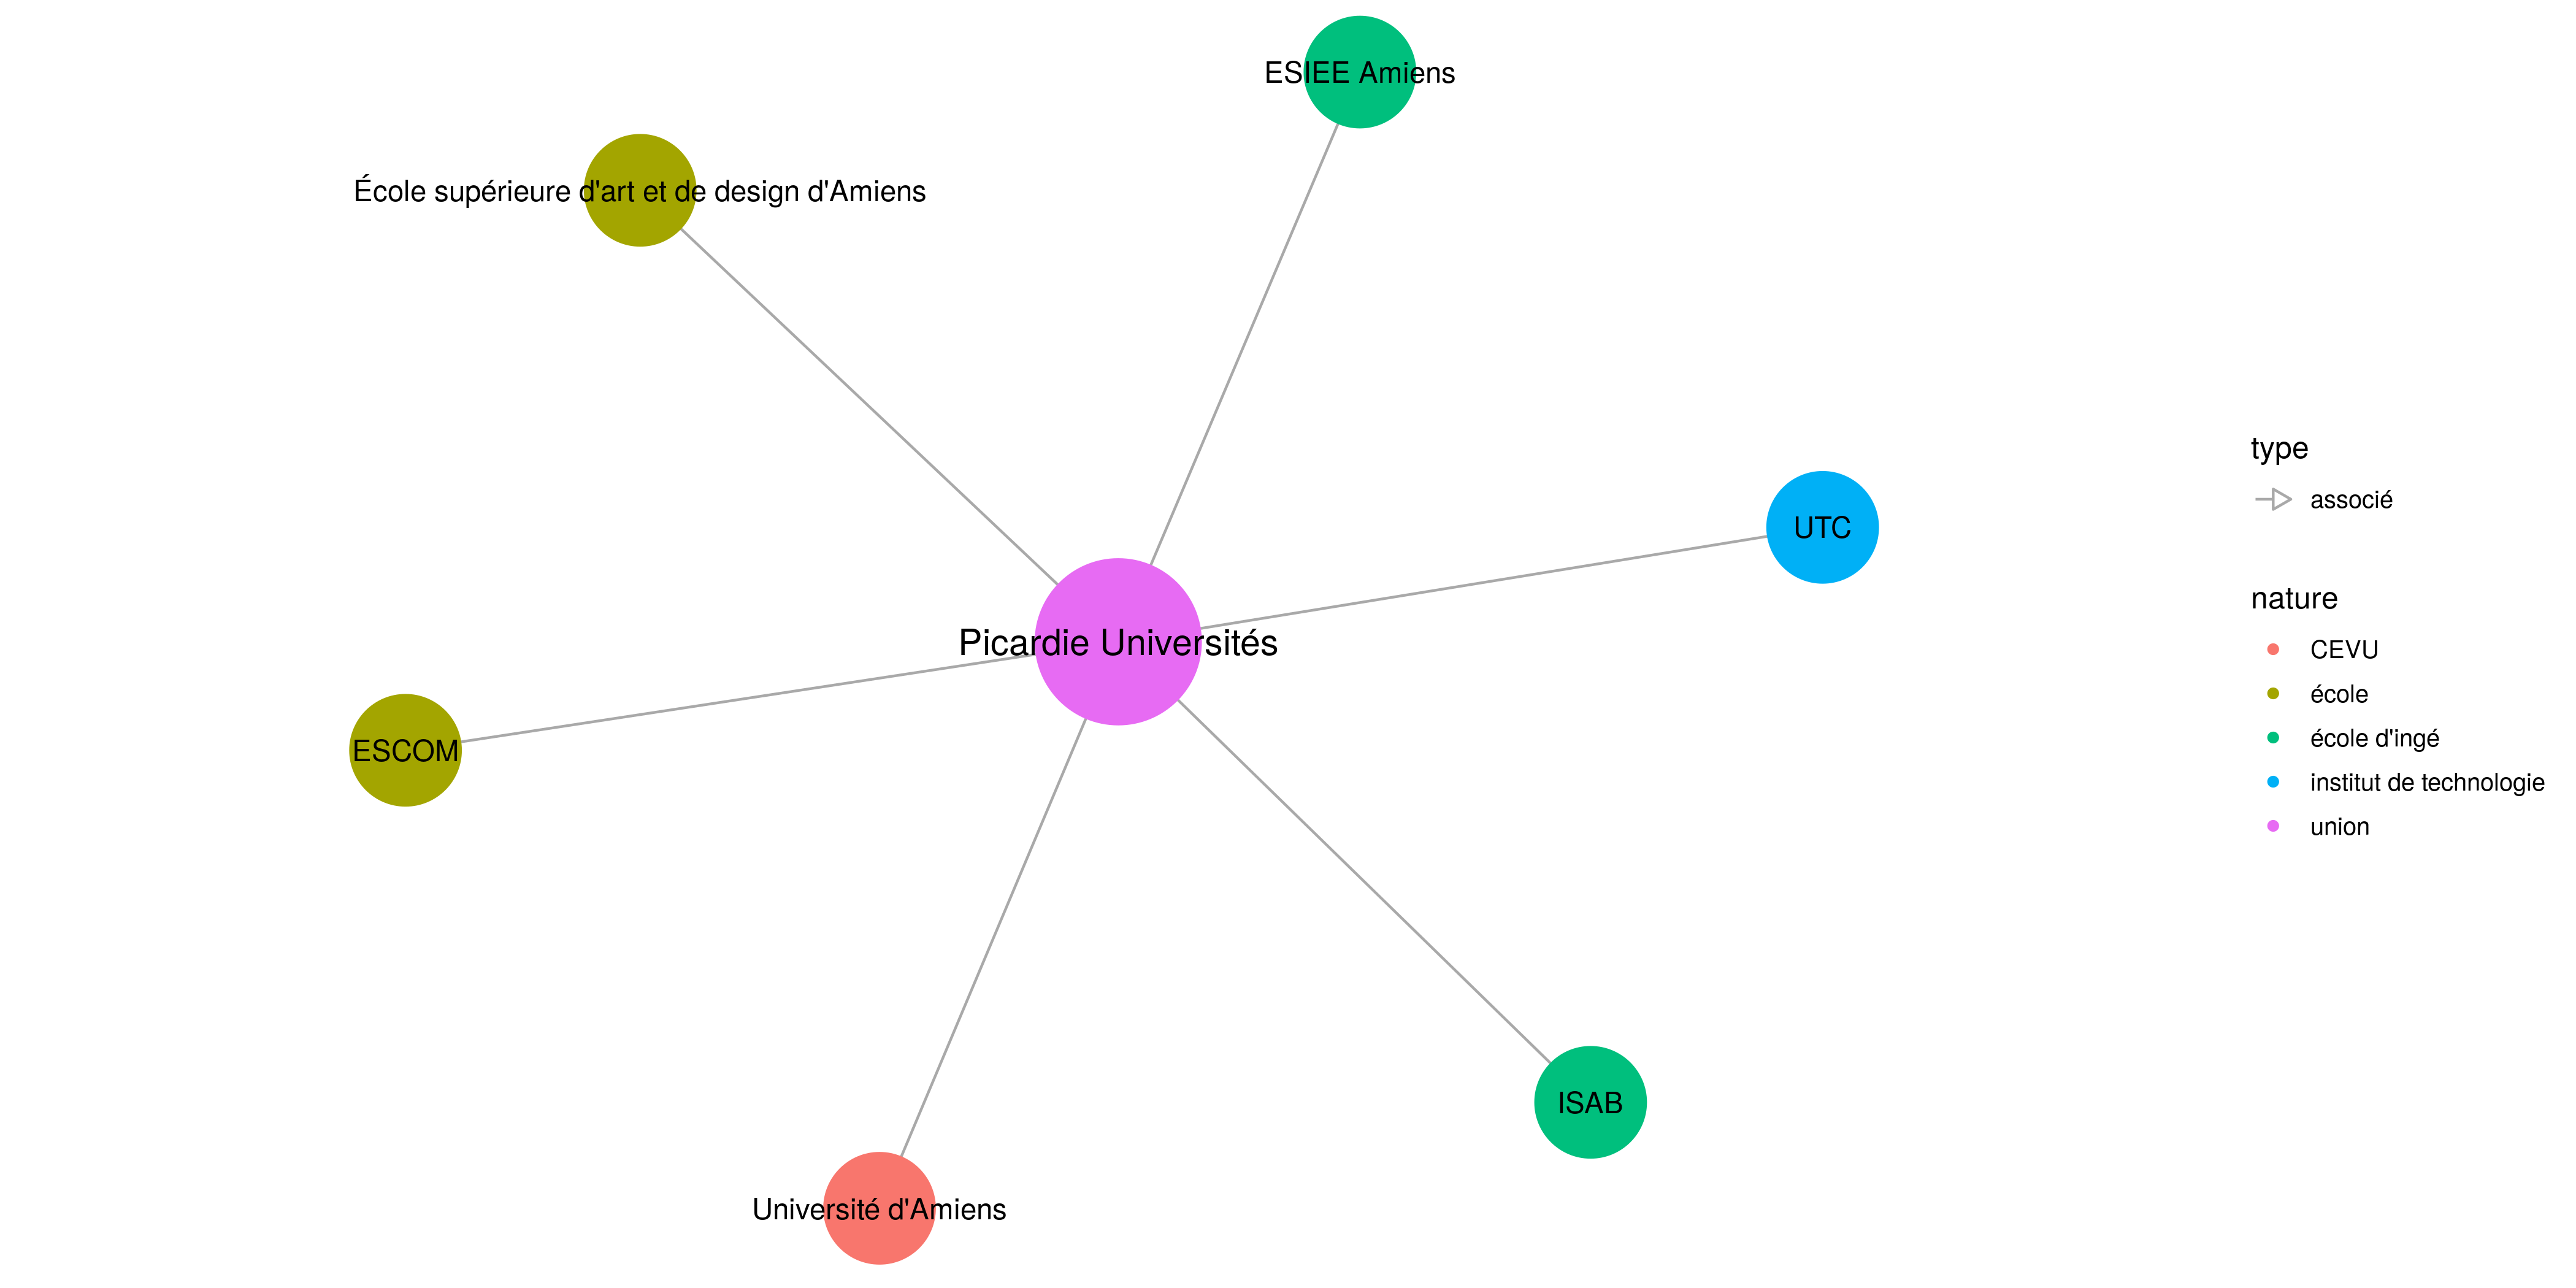 ESIEE Amiens
École supérieure d'art et de design d'Amiens
UTC
Picardie Universités
ESCOM
ISAB
Université d'Amiens
type
associé
nature
CEVU
école
école d'ingé
institut de technologie
union